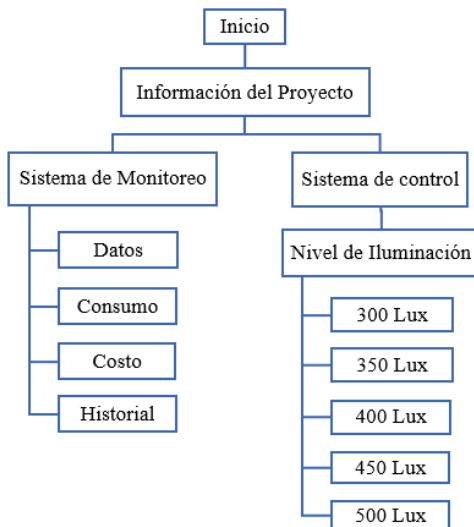 Inicio
Información del Proyecto
Sistema de Monitoreo
Datos
Consumo
Costo
Historial
Sistema de control
Nivel de Iluminación
300 Lux
350 Lux
400 Lux
450 Lux
500 Lux